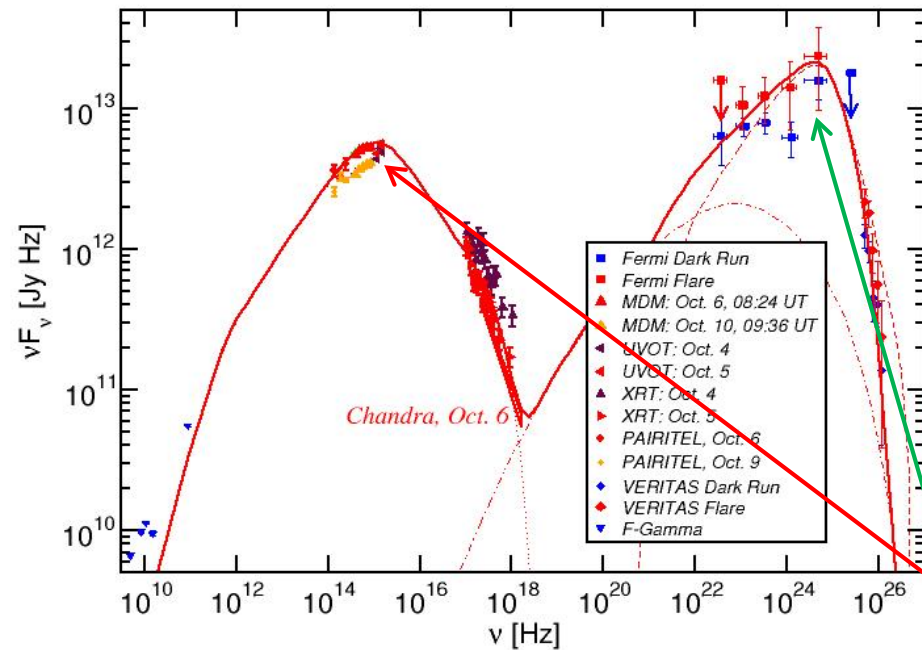 10^13
10^12
10^11
10^10
νF_ν [Jy Hz]
Fermi Dark Run
Fermi Flare
MDM: Oct. 6, 08:24 UT
MDM: Oct. 10, 09:36 UT
UVOT: Oct. 4
UVOT: Oct. 5
XRT: Oct. 4
XRT: Oct. 5
PAIRITEL, Oct. 6
PAIRITEL, Oct. 9
VERITAS Dark Run
VERITAS Flare
F-Gamma
Chandra, Oct. 6
10^10 10^12 10^14 10^16 10^18 10^20 10^22 10^24 10^26
ν [Hz]